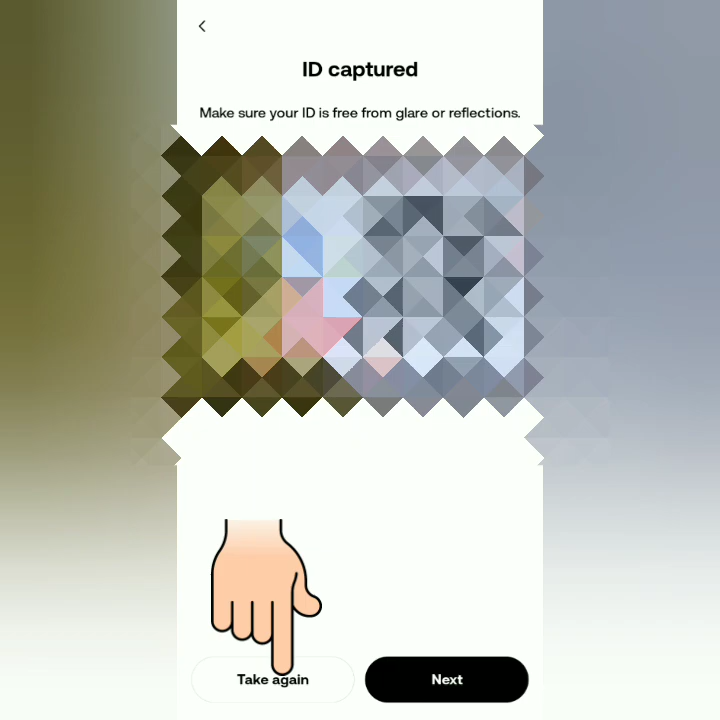 ID captured
Make sure your ID is free from glare or reflections.
Take again
Next